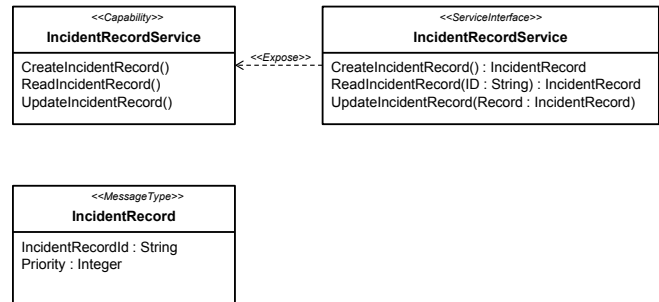 <<Capability>>
IncidentRecordService
CreateIncidentRecord()
ReadIncidentRecord()
UpdateIncidentRecord()
<<Expose>>
<<ServiceInterface>>
IncidentRecordService
CreateIncidentRecord() : IncidentRecord
ReadIncidentRecord(ID : String) : IncidentRecord
UpdateIncidentRecord(Record : IncidentRecord)
<<MessageType>>
IncidentRecord
IncidentRecordId : String
Priority : Integer